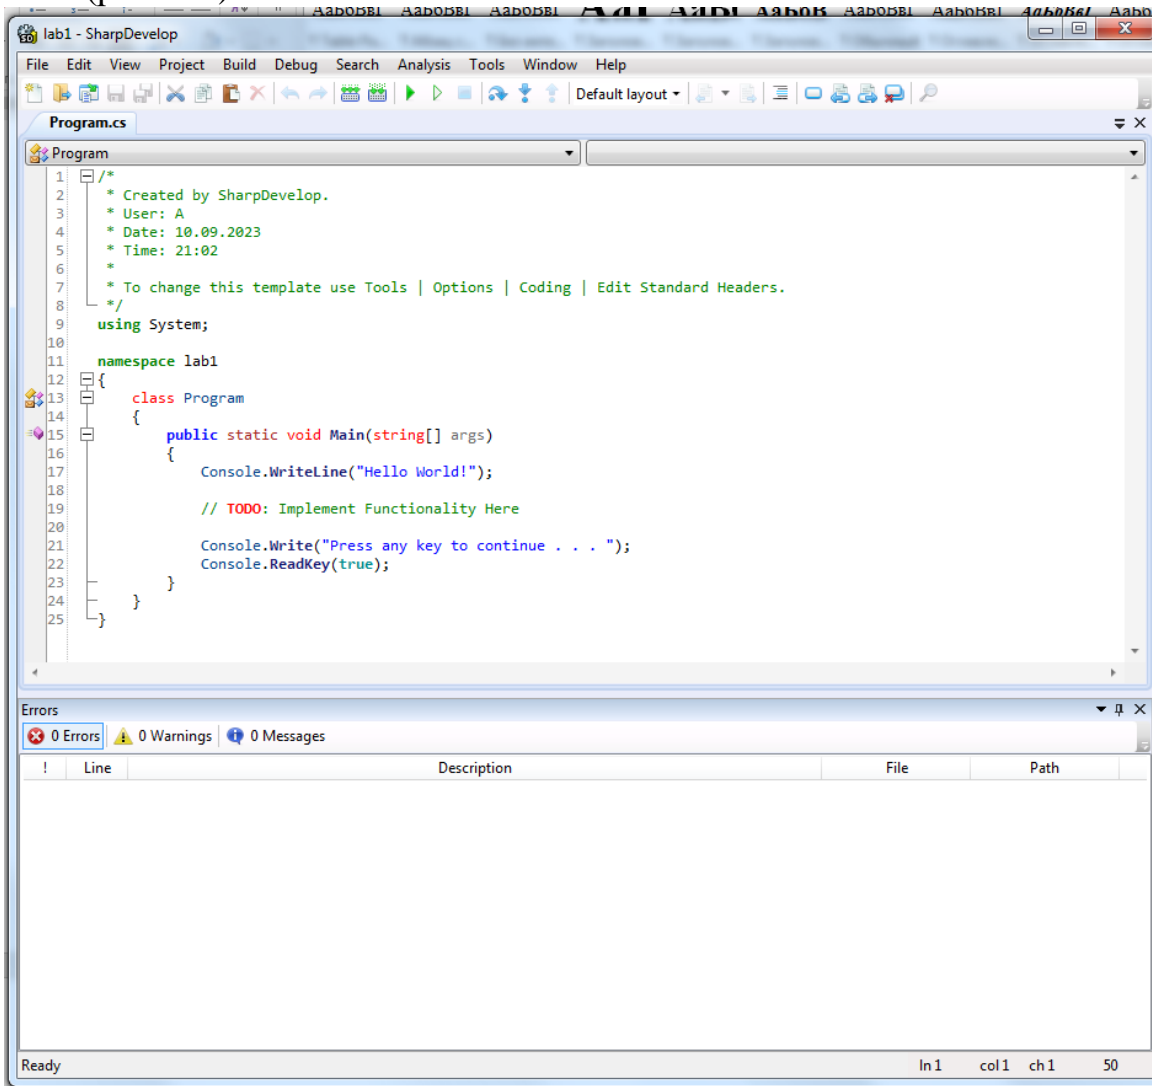 АаБбВвІ АаБбВвІ АаБбВвІ АаБбВвІ АаБбВвІ
lab1 - SharpDevelop
File Edit View Project Build Debug Search Analysis Tools Window Help
Default layout
Program.cs
Program
1 /*
2 * Created by SharpDevelop.
3 * User: A
4 * Date: 10.09.2023
5 * Time: 21:02
6 *
7 * To change this template use Tools | Options | Coding | Edit Standard Headers.
8 */
9 using System;
10
11 namespace lab1
12 {
13 class Program
14 {
15 public static void Main(string[] args)
16 {
17 Console.WriteLine("Hello World!");
18
19 // TODO: Implement Functionality Here
20
21 Console.Write("Press any key to continue . . . ");
22 Console.ReadKey(true);
23 }
24 }
25 }
Errors
0 Errors 0 Warnings 0 Messages
! Line Description File Path
Ready ln 1 col 1 ch 1 50